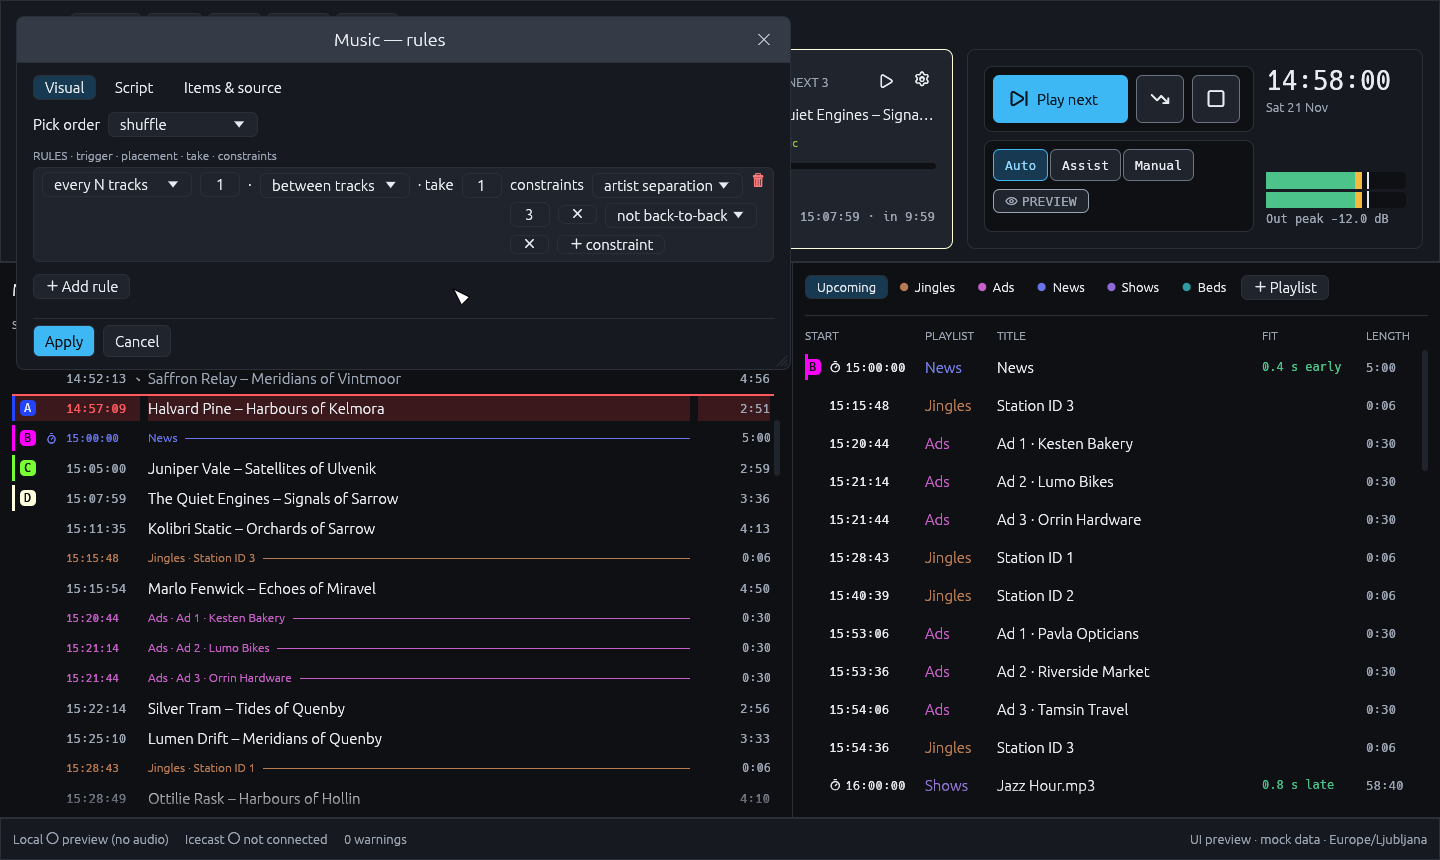 Music — rules
Visual Script Items & source
Pick order shuffle
RULES · trigger · placement · take · constraints
every N tracks 1 · between tracks · take 1 constraints artist separation
3 × not back-to-back
× + constraint
+ Add rule
Apply Cancel
NEXT 3
uiet Engines – Signa…
c
15:07:59 · in 9:59
Play next
14:58:00
Sat 21 Nov
Auto Assist Manual
PREVIEW
Out peak -12.0 dB
14:52:13 Saffron Relay – Meridians of Vintmoor 4:56
A 14:57:09 Halvard Pine – Harbours of Kelmora 2:51
B 15:00:00 News 5:00
C 15:05:00 Juniper Vale – Satellites of Ulvenik 2:59
D 15:07:59 The Quiet Engines – Signals of Sarrow 3:36
15:11:35 Kolibri Static – Orchards of Sarrow 4:13
15:15:48 Jingles · Station ID 3 0:06
15:15:54 Marlo Fenwick – Echoes of Miravel 4:50
15:20:44 Ads · Ad 1 · Kesten Bakery 0:30
15:21:14 Ads · Ad 2 · Lumo Bikes 0:30
15:21:44 Ads · Ad 3 · Orrin Hardware 0:30
15:22:14 Silver Tram – Tides of Quenby 2:56
15:25:10 Lumen Drift – Meridians of Quenby 3:33
15:28:43 Jingles · Station ID 1 0:06
15:28:49 Ottilie Rask – Harbours of Hollin 4:10
Upcoming Jingles Ads News Shows Beds + Playlist
START PLAYLIST TITLE FIT LENGTH
B 15:00:00 News News 0.4 s early 5:00
15:15:48 Jingles Station ID 3 0:06
15:20:44 Ads Ad 1 · Kesten Bakery 0:30
15:21:14 Ads Ad 2 · Lumo Bikes 0:30
15:21:44 Ads Ad 3 · Orrin Hardware 0:30
15:28:43 Jingles Station ID 1 0:06
15:40:39 Jingles Station ID 2 0:06
15:53:06 Ads Ad 1 · Pavla Opticians 0:30
15:53:36 Ads Ad 2 · Riverside Market 0:30
15:54:06 Ads Ad 3 · Tamsin Travel 0:30
15:54:36 Jingles Station ID 3 0:06
16:00:00 Shows Jazz Hour.mp3 0.8 s late 58:40
Local preview (no audio) Icecast not connected 0 warnings
UI preview · mock data · Europe/Ljubljana